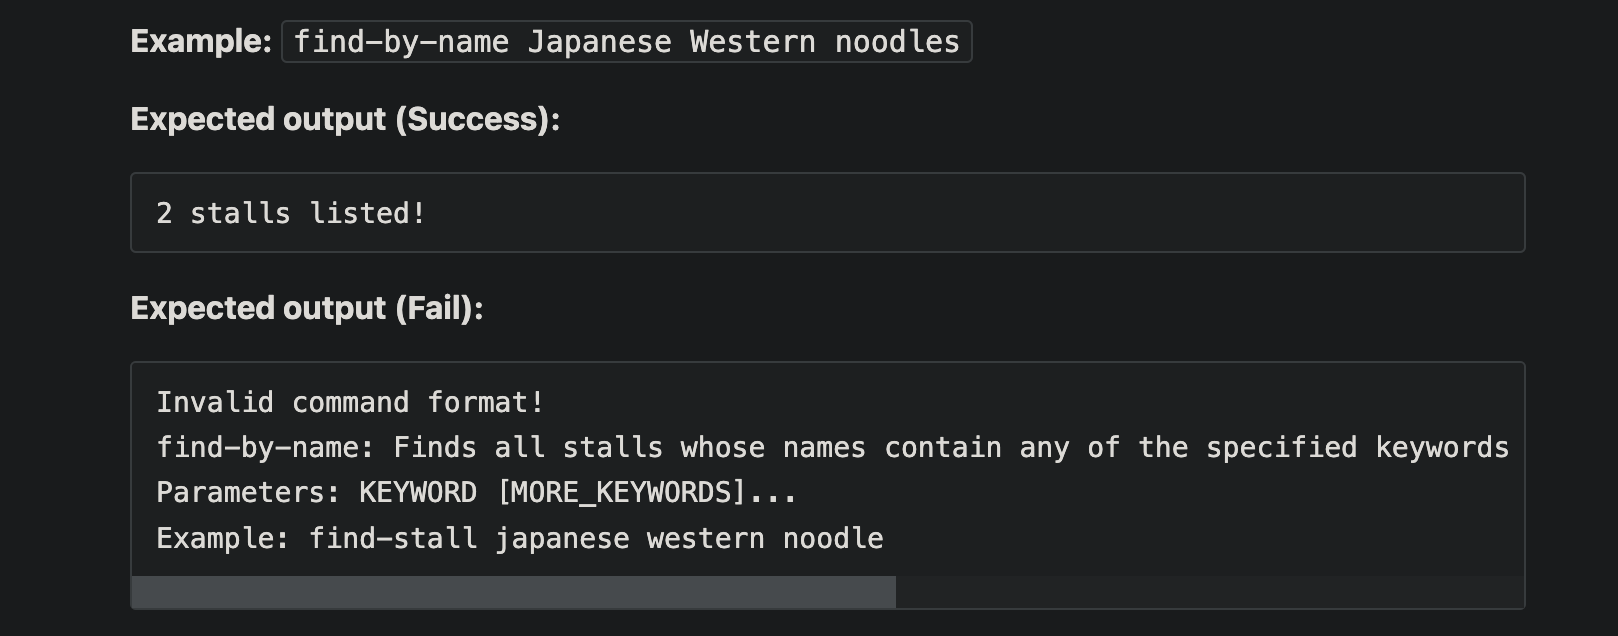 Example: find-by-name Japanese Western noodles
Expected output (Success):
2 stalls listed!
Expected output (Fail):
Invalid command format!
find-by-name: Finds all stalls whose names contain any of the specified keywords
Parameters: KEYWORD [MORE_KEYWORDS]...
Example: find-stall japanese western noodle